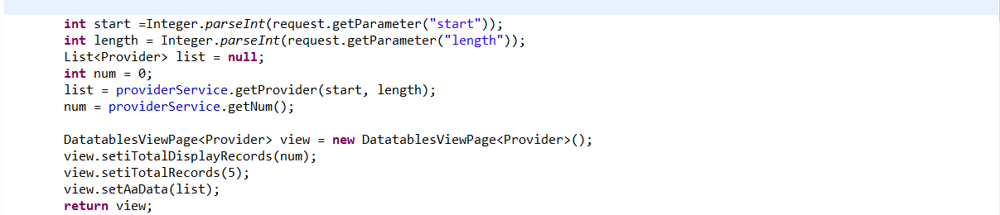 int start =Integer.parseInt(request.getParameter("start"));
int length = Integer.parseInt(request.getParameter("length"));
List<Provider> list = null;
int num = 0;
list = providerService.getProvider(start, length);
num = providerService.getNum();
DatatablesViewPage<Provider> view = new DatatablesViewPage<Provider>();
view.setiTotalDisplayRecords(num);
view.setiTotalRecords(5);
view.setAaData(list);
return view;